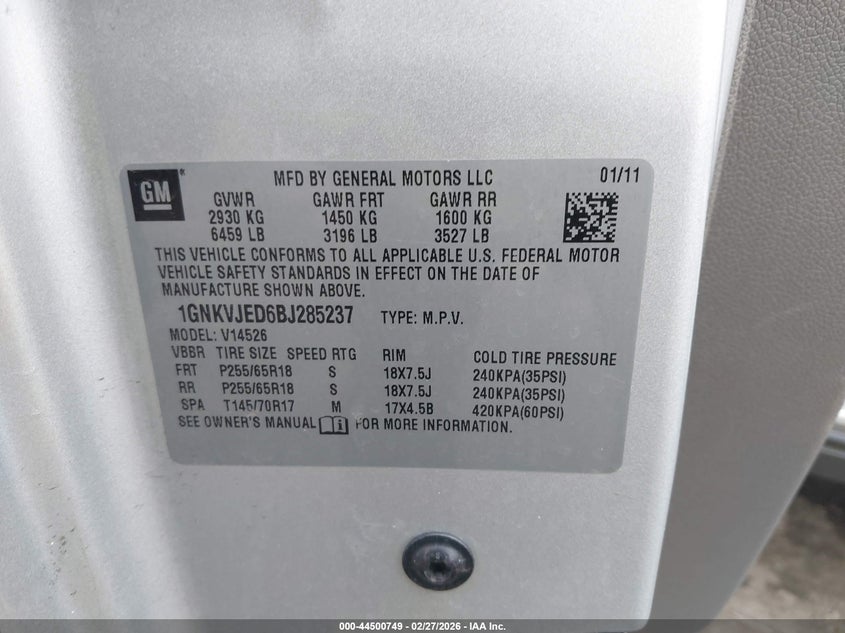 GM
MFD BY GENERAL MOTORS LLC 01/11
GVWR GAWR FRT GAWR RR
2930 KG 1450 KG 1600 KG
6459 LB 3196 LB 3527 LB
THIS VEHICLE CONFORMS TO ALL APPLICABLE U.S. FEDERAL MOTOR
VEHICLE SAFETY STANDARDS IN EFFECT ON THE DATE OF
MANUFACTURE SHOWN ABOVE.
1GNKVJED6BJ285237 TYPE: M.P.V.
MODEL: V14526
VBBR TIRE SIZE SPEED RTG RIM COLD TIRE PRESSURE
FRT P255/65R18 S 18X7.5J 240KPA(35PSI)
RR P255/65R18 S 18X7.5J 240KPA(35PSI)
SPA T145/70R17 M 17X4.5B 420KPA(60PSI)
SEE OWNER'S MANUAL i FOR MORE INFORMATION.
000-44500749 | 02/27/2026 - IAA Inc.